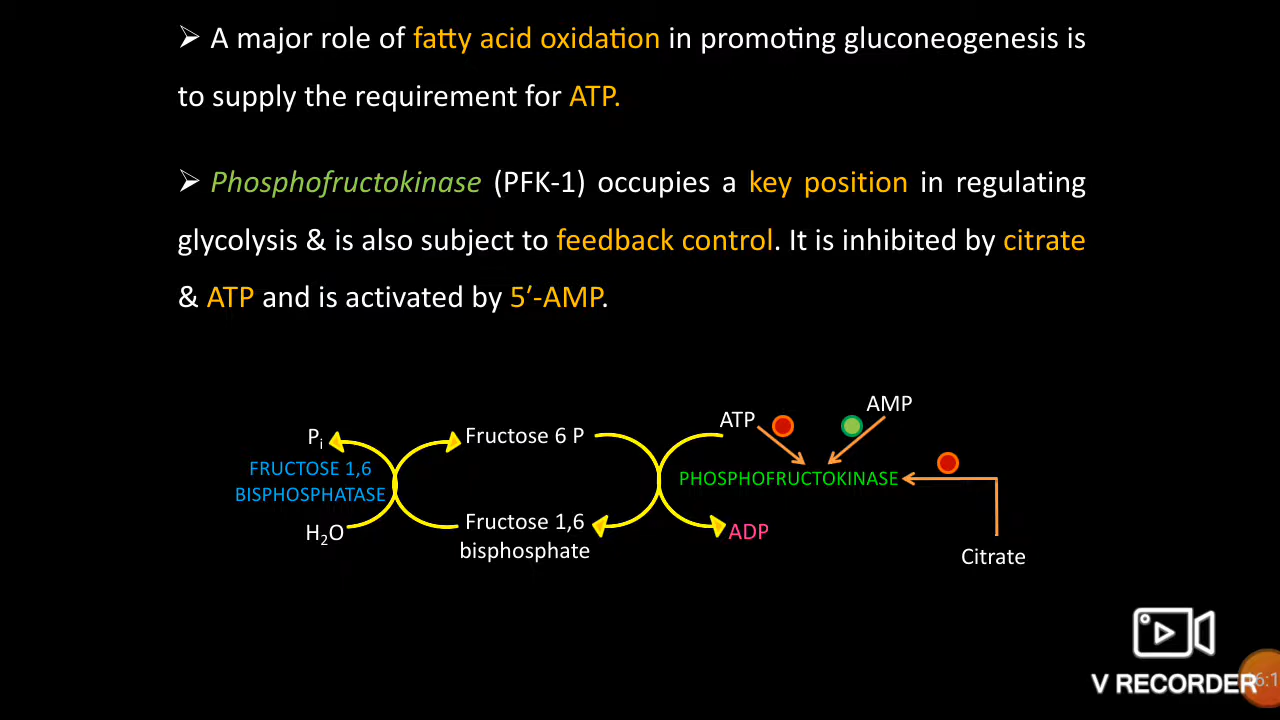 ➢ A major role of fatty acid oxidation in promoting gluconeogenesis is
to supply the requirement for ATP.
➢ Phosphofructokinase (PFK-1) occupies a key position in regulating
glycolysis & is also subject to feedback control. It is inhibited by citrate
& ATP and is activated by 5′-AMP.
AMP
ATP
Pi
Fructose 6 P
FRUCTOSE 1,6
BISPHOSPHATASE
PHOSPHOFRUCTOKINASE
H2O
Fructose 1,6
bisphosphate
ADP
Citrate
V RECORDER